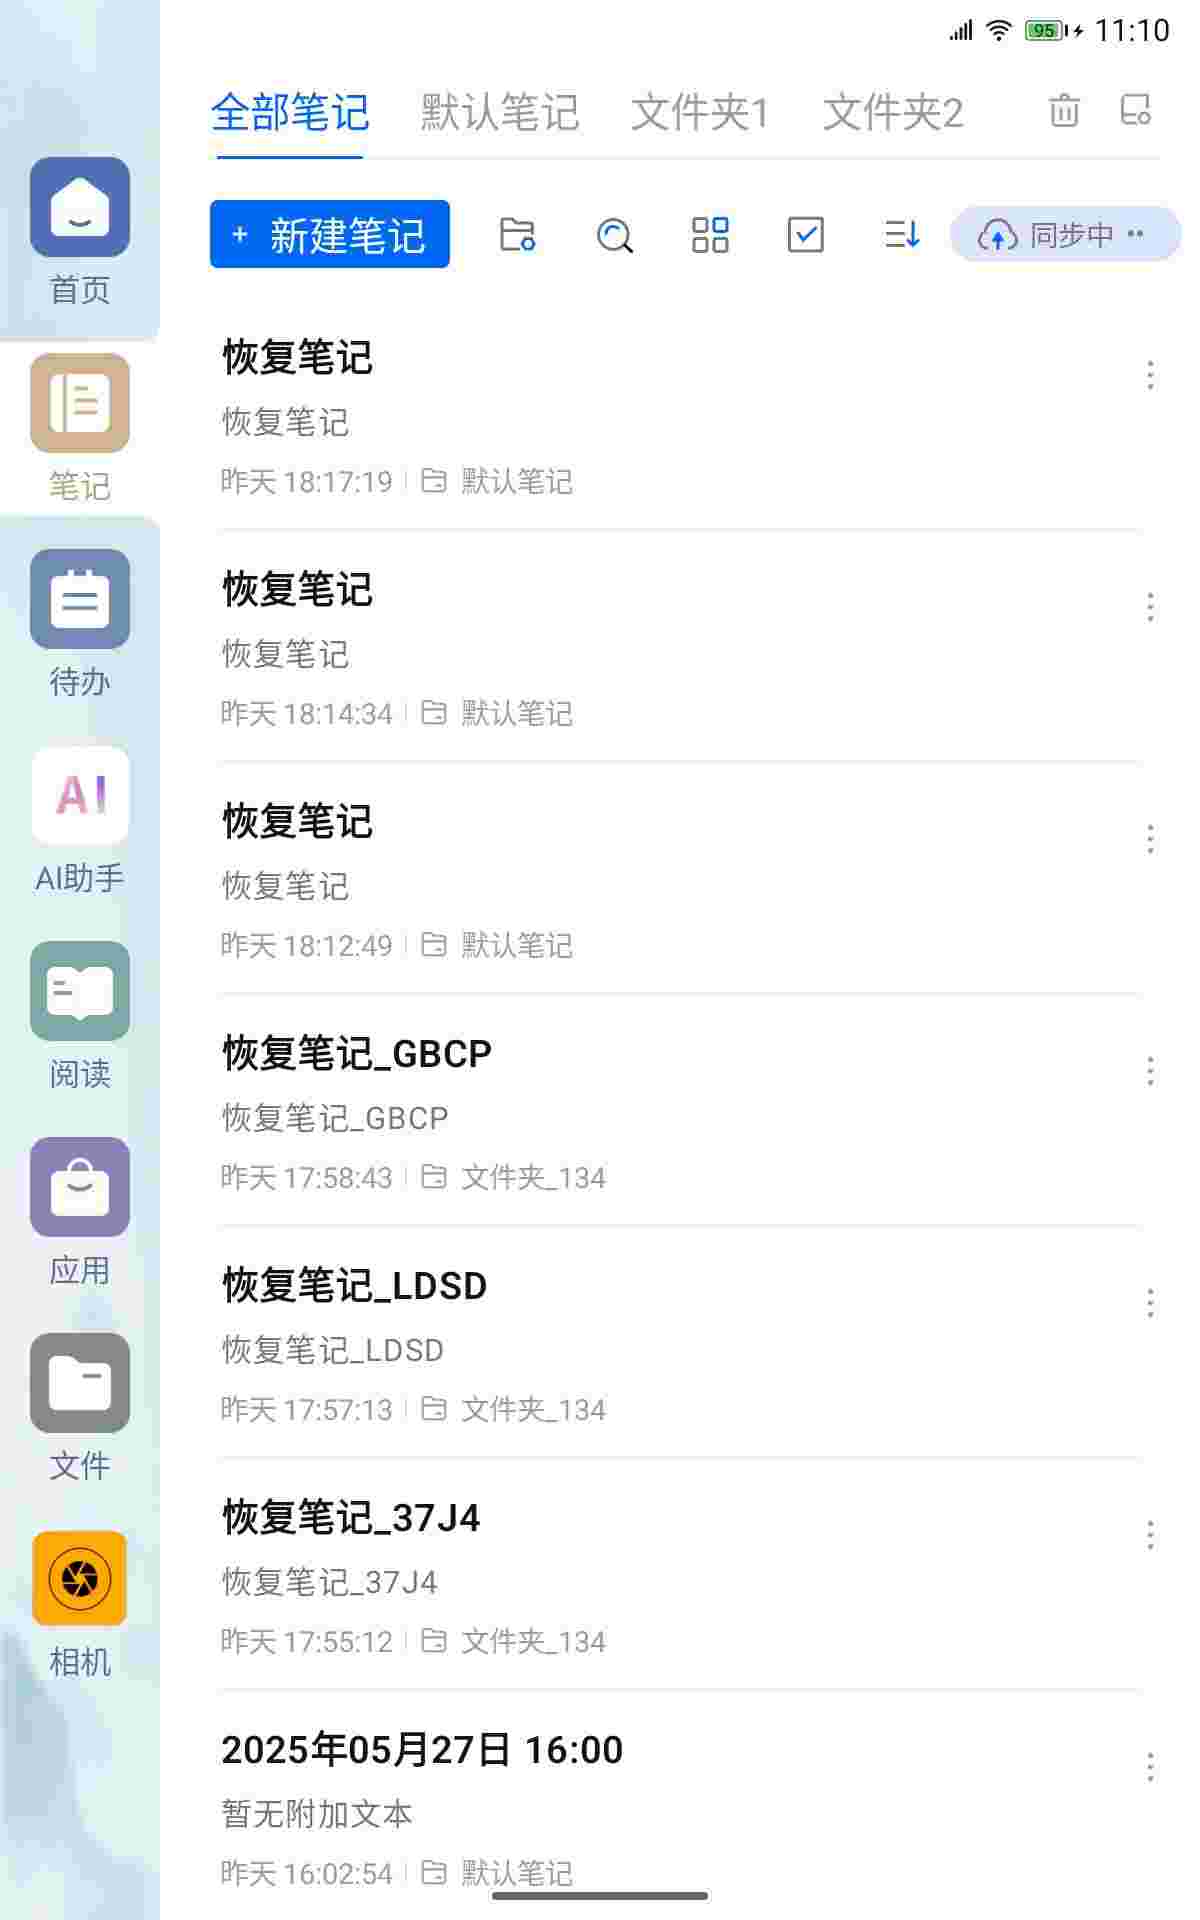 95 11:10
全部笔记 默认笔记 文件夹1 文件夹2
+ 新建笔记 同步中
首页
笔记
待办
AI
AI助手
阅读
应用
文件
相机
恢复笔记
恢复笔记
昨天 18:17:19 默认笔记
恢复笔记
恢复笔记
昨天 18:14:34 默认笔记
恢复笔记
恢复笔记
昨天 18:12:49 默认笔记
恢复笔记_GBCP
恢复笔记_GBCP
昨天 17:58:43 文件夹_134
恢复笔记_LDSD
恢复笔记_LDSD
昨天 17:57:13 文件夹_134
恢复笔记_37J4
恢复笔记_37J4
昨天 17:55:12 文件夹_134
2025年05月27日 16:00
暂无附加文本
昨天 16:02:54 默认笔记